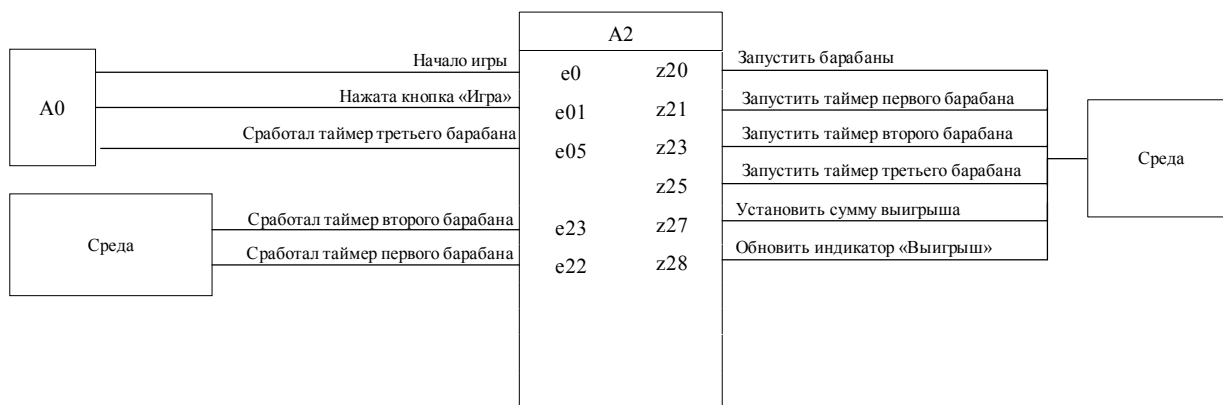 A2
Начало игры
e0
z20
Запустить барабаны
A0
Нажата кнопка «Игра»
e01
z21
Запустить таймер первого барабана
Сработал таймер третьего барабана
e05
z23
Запустить таймер второго барабана
Среда
z25
Запустить таймер третьего барабана
Среда
Сработал таймер второго барабана
e23
z27
Установить сумму выигрыша
Сработал таймер первого барабана
e22
z28
Обновить индикатор «Выигрыш»